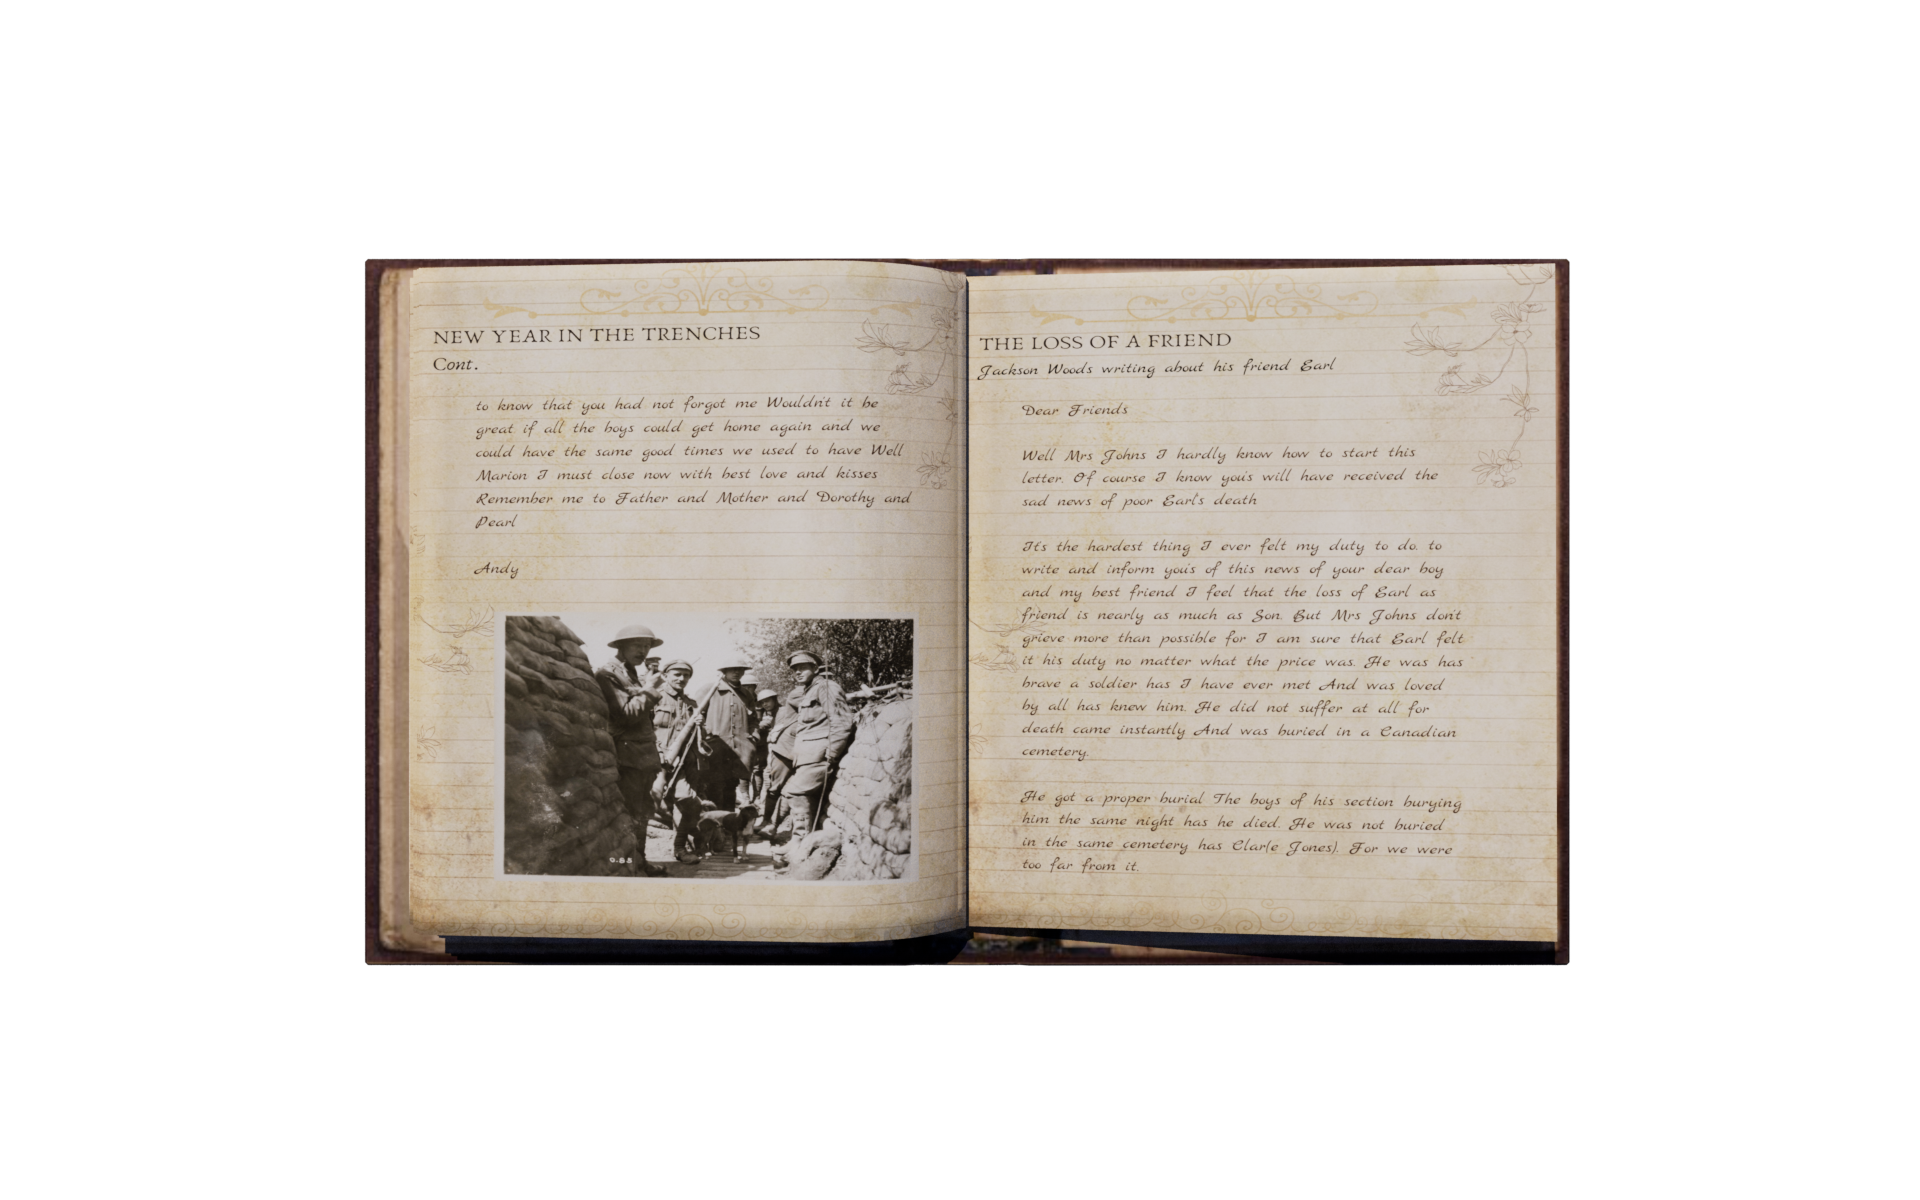 NEW YEAR IN THE TRENCHES
Cont.
to know that you had not forgot me Wouldn't it be
great if all the boys could get home again and we
could have the same good times we used to have Well
Marion I must close now with best love and kisses
Remember me to Father and Mother and Dorothy and
Pearl
Andy
O.85
THE LOSS OF A FRIEND
Jackson Woods writing about his friend Earl
Dear Friends
Well Mrs Johns I hardly know how to start this
letter. Of course I know you's will have received the
sad news of poor Earl's death
It's the hardest thing I ever felt my duty to do. to
write and inform you's of this news of your dear boy
and my best friend I feel that the loss of Earl as
friend is nearly as much as Son. But Mrs Johns don't
grieve more than possible for I am sure that Earl felt
it his duty no matter what the price was. He was has
brave a soldier has I have ever met And was loved
by all has knew him. He did not suffer at all for
death came instantly And was buried in a Canadian
cemetery.
He got a proper burial The boys of his section burying
him the same night has he died. He was not buried
in the same cemetery has Clar(e Jones). For we were
too far from it.